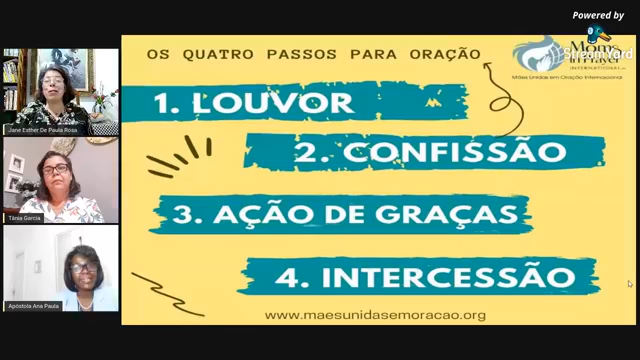 Powered by
StreamYard
OS QUATRO PASSOS PARA ORAÇÃO
Moms
in Prayer
INTERNATIONAL
Mães Unidas em Oração Internacional
1. LOUVOR
2. CONFISSÃO
3. AÇÃO DE GRAÇAS
4. INTERCESSÃO
www.maesunidasemoracao.org
Jane Esther De Paula Rosa
Tânia Garcia
Apóstola Ana Paula